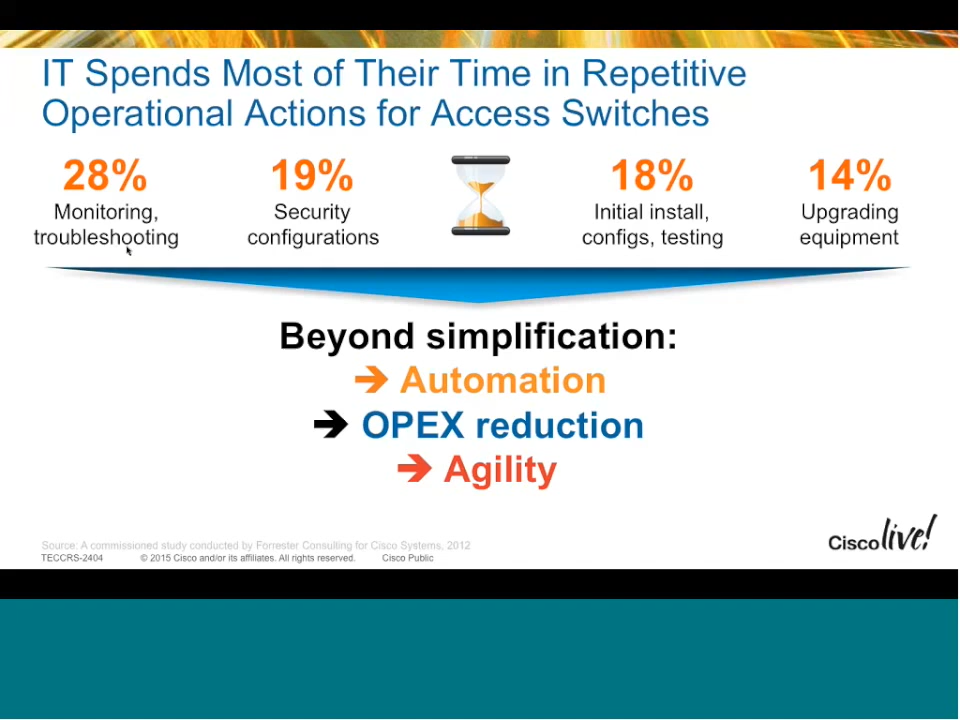 IT Spends Most of Their Time in Repetitive
Operational Actions for Access Switches
28%
Monitoring,
troubleshooting
19%
Security
configurations
18%
Initial install,
configs, testing
14%
Upgrading
equipment
Beyond simplification:
➔ Automation
➔ OPEX reduction
➔ Agility
Source: A commissioned study conducted by Forrester Consulting for Cisco Systems, 2012
TECCRS-2404 © 2015 Cisco and/or its affiliates. All rights reserved. Cisco Public
Cisco live!